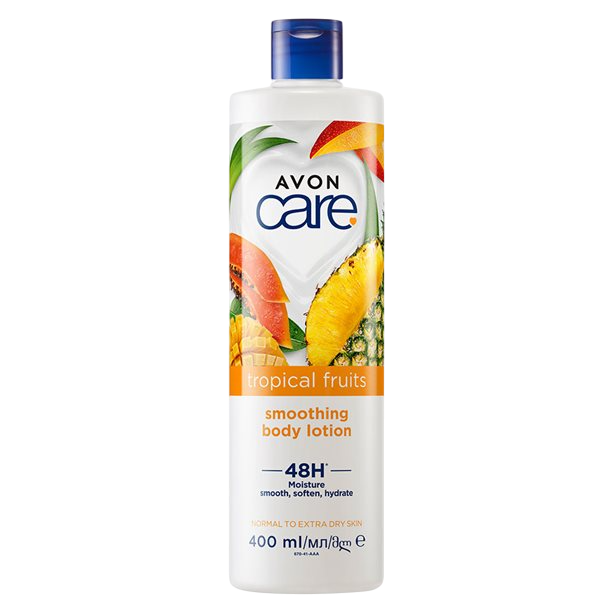 AVON
care
tropical fruits
smoothing
body lotion
48H*
Moisture
smooth, soften, hydrate
NORMAL TO EXTRA DRY SKIN
400 ml/мл/მლ ℮